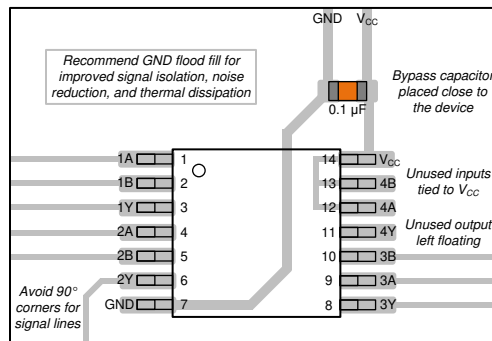 GND VCC
Recommend GND flood fill for
improved signal isolation, noise
reduction, and thermal dissipation
Bypass capacitor
placed close to
the device
0.1 µF
1A 1 14 VCC
1B 2 13 4B
1Y 3 12 4A
2A 4 11 4Y
2B 5 10 3B
2Y 6 9 3A
GND 7 8 3Y
Unused inputs
tied to VCC
Unused output
left floating
Avoid 90°
corners for
signal lines